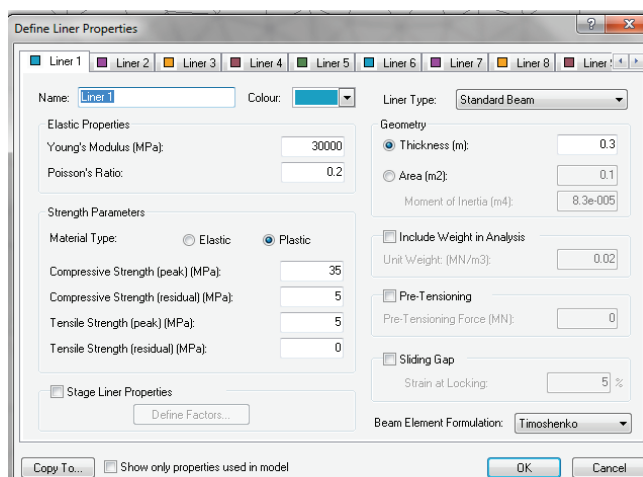 Define Liner Properties
Liner 1 Liner 2 Liner 3 Liner 4 Liner 5 Liner 6 Liner 7 Liner 8 Liner
Name: Liner 1 Colour:
Liner Type: Standard Beam
Elastic Properties
Young's Modulus (MPa): 30000
Poisson's Ratio: 0.2
Strength Parameters
Material Type: Elastic Plastic
Compressive Strength (peak) (MPa): 35
Compressive Strength (residual) (MPa): 5
Tensile Strength (peak) (MPa): 5
Tensile Strength (residual) (MPa): 0
Stage Liner Properties
Define Factors...
Geometry
Thickness (m): 0.3
Area (m2): 0.1
Moment of Inertia (m4): 8.3e-005
Include Weight in Analysis
Unit Weight: (MN/m3): 0.02
Pre-Tensioning
Pre-Tensioning Force (MN): 0
Sliding Gap
Strain at Locking: 5 %
Beam Element Formulation: Timoshenko
Copy To... Show only properties used in model
OK Cancel